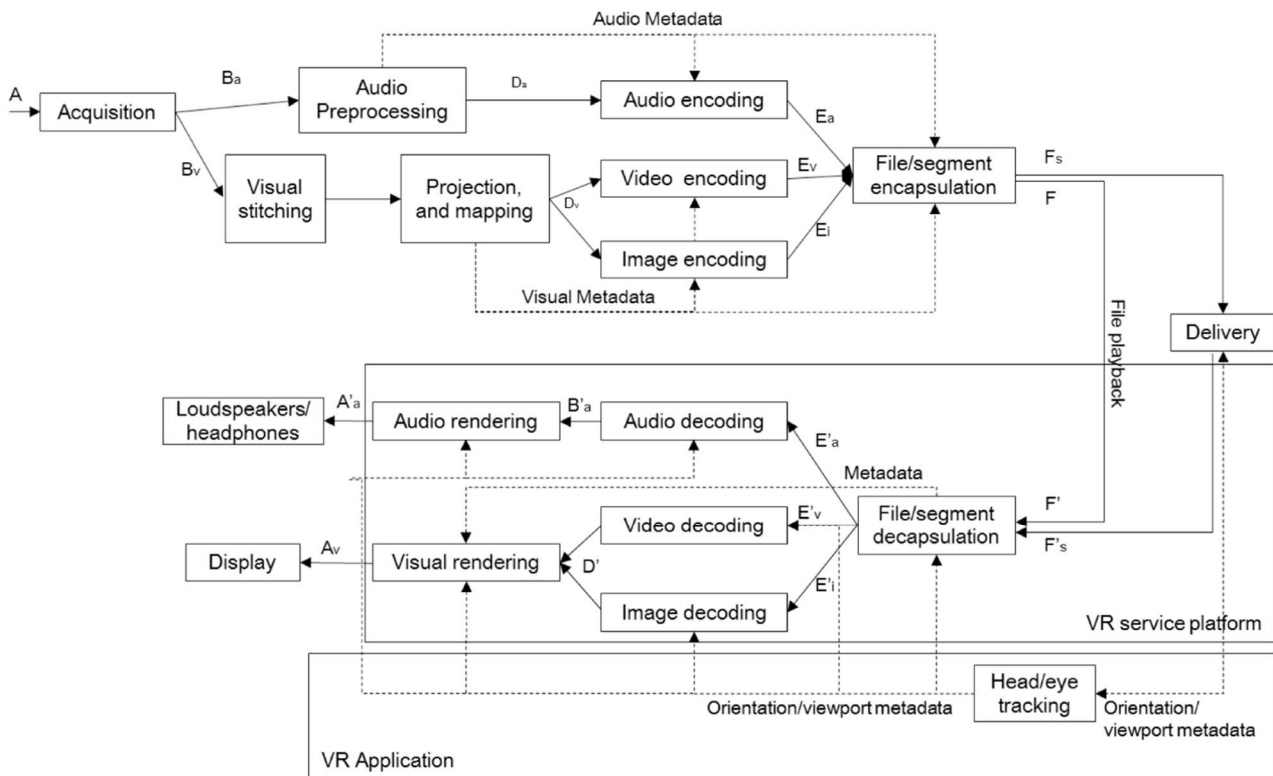 Audio Metadata
A
Acquisition
Ba
Bv
Audio
Preprocessing
Da
Audio encoding
Ea
Visual
stitching
Projection,
and mapping
Dv
Video encoding
Ev
Image encoding
Ei
Visual Metadata
File/segment
encapsulation
Fs
F
File playback
Delivery
Loudspeakers/
headphones
A'a
Audio rendering
B'a
Audio decoding
E'a
Metadata
Display
Av
Visual rendering
D'
Video decoding
E'v
Image decoding
E'i
File/segment
decapsulation
F'
F's
VR service platform
Orientation/viewport metadata
Head/eye
tracking
Orientation/
viewport metadata
VR Application